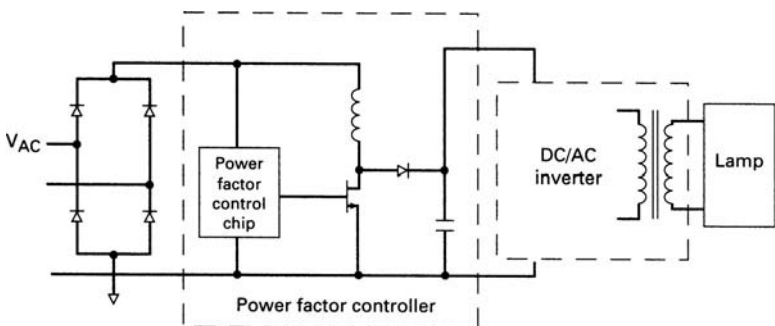 V_AC
Power
factor
control
chip
DC/AC
inverter
Lamp
Power factor controller